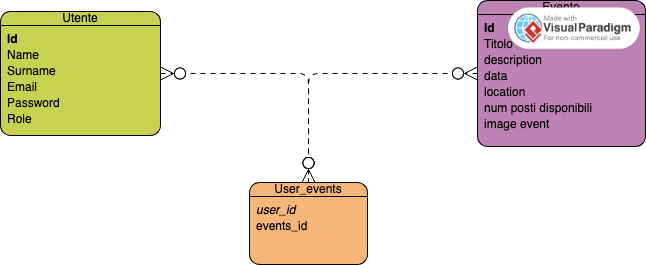 Utente
Id
Name
Surname
Email
Password
Role
Evento
Made with
Visual Paradigm
For non-commercial use
Id
Titolo
description
data
location
num posti disponibili
image event
User_events
user_id
events_id